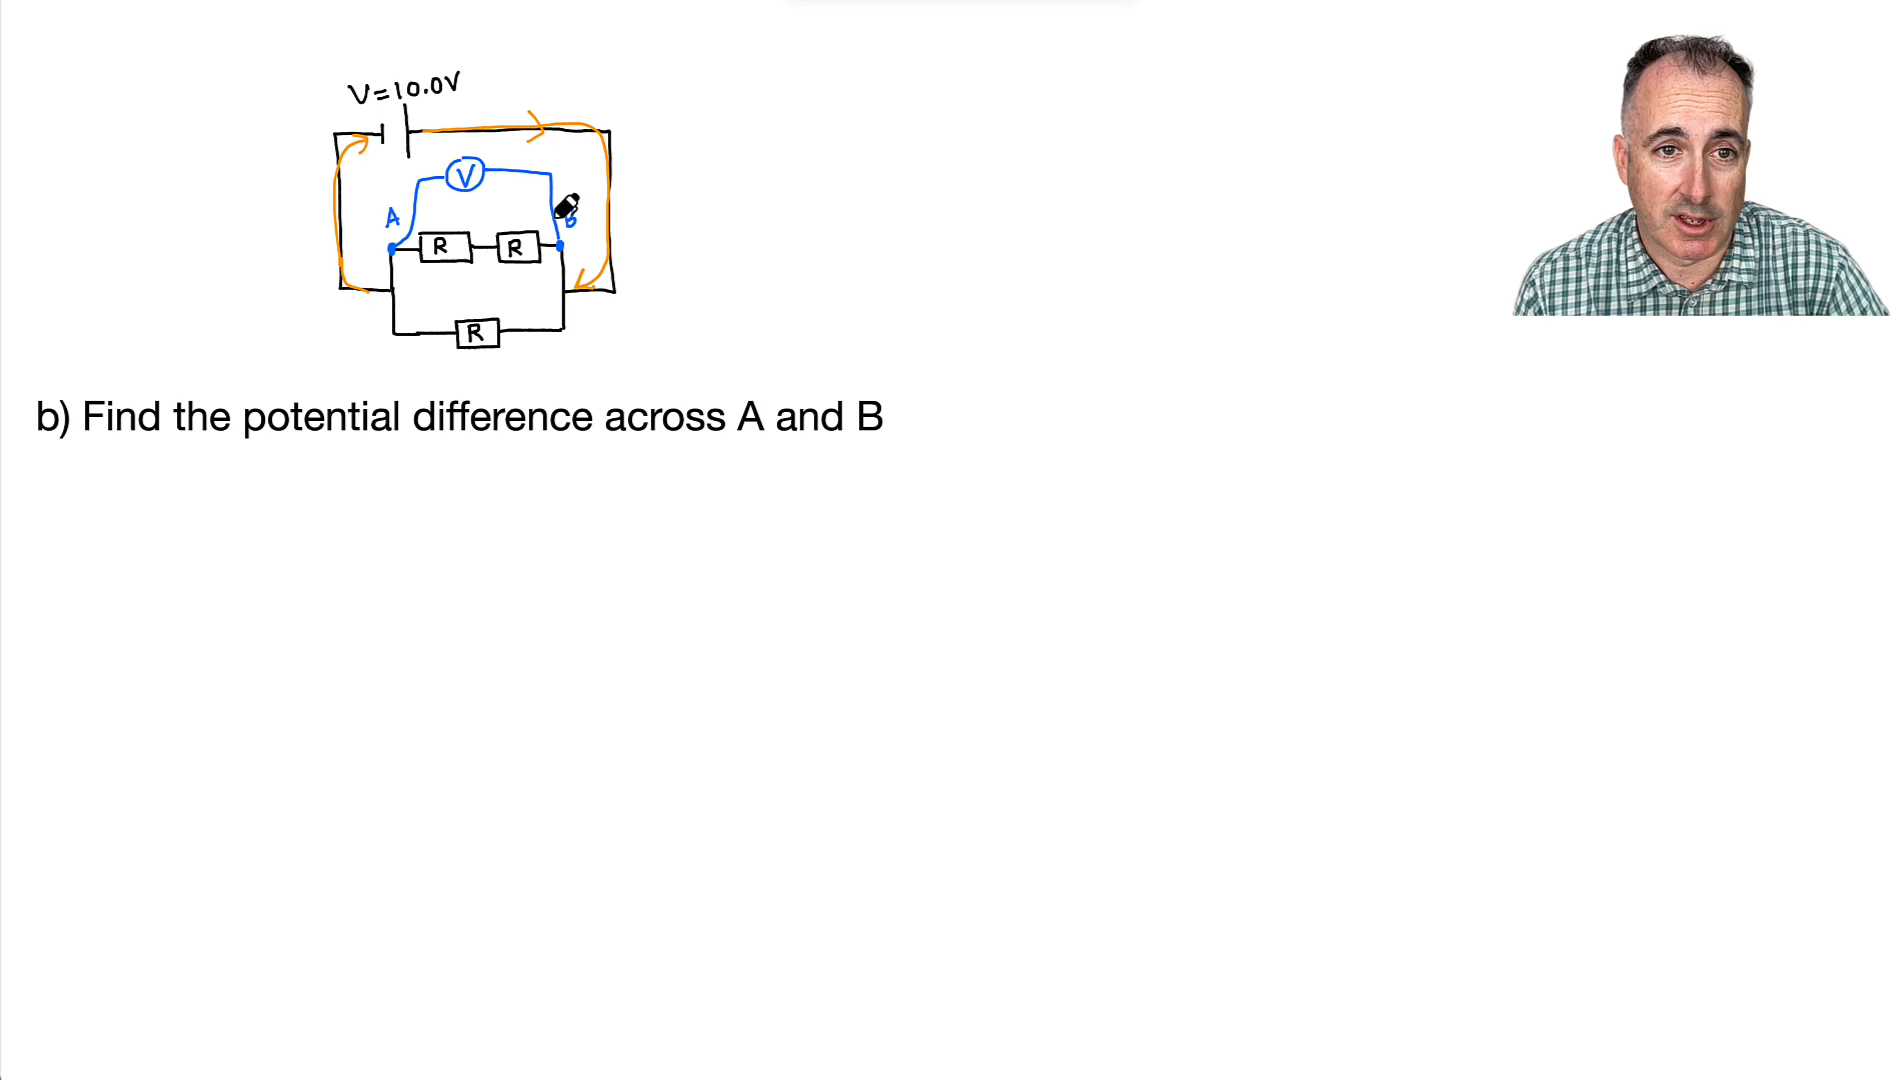 V=10.0V
V
A
B
R R
R
b) Find the potential difference across A and B